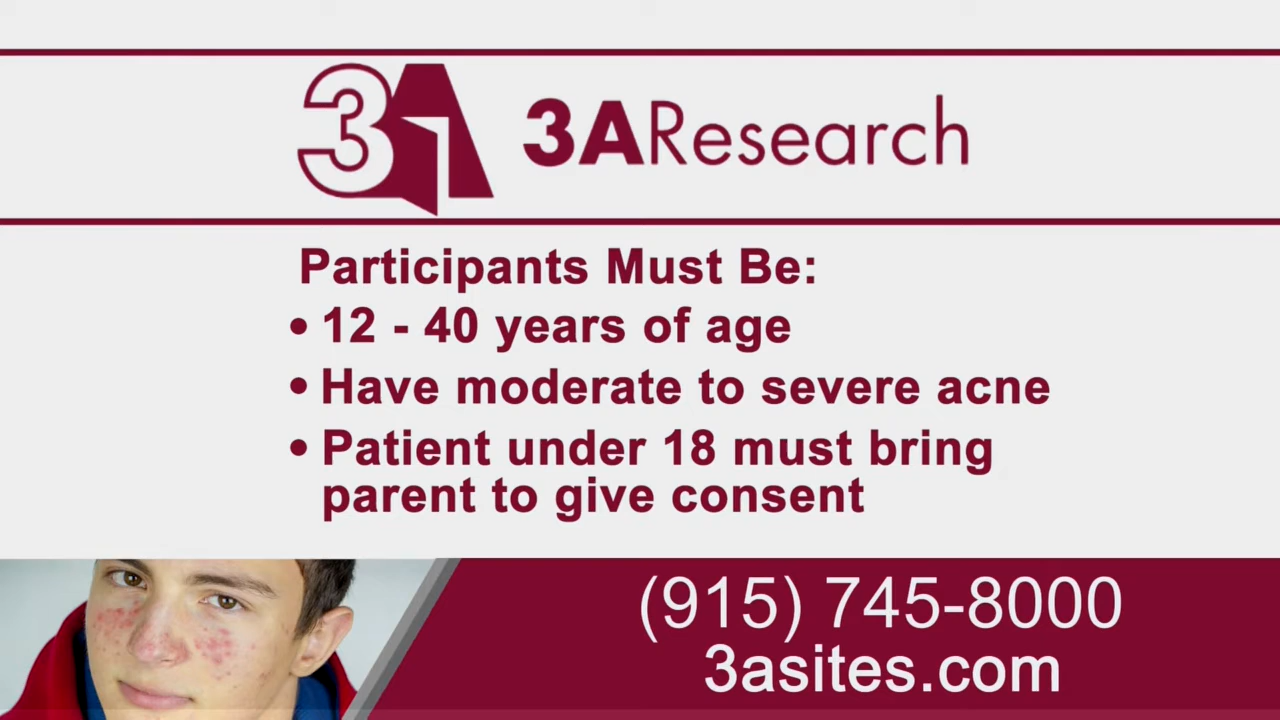 3A 3AResearch
Participants Must Be:
• 12 - 40 years of age
• Have moderate to severe acne
• Patient under 18 must bring
parent to give consent
(915) 745-8000
3asites.com